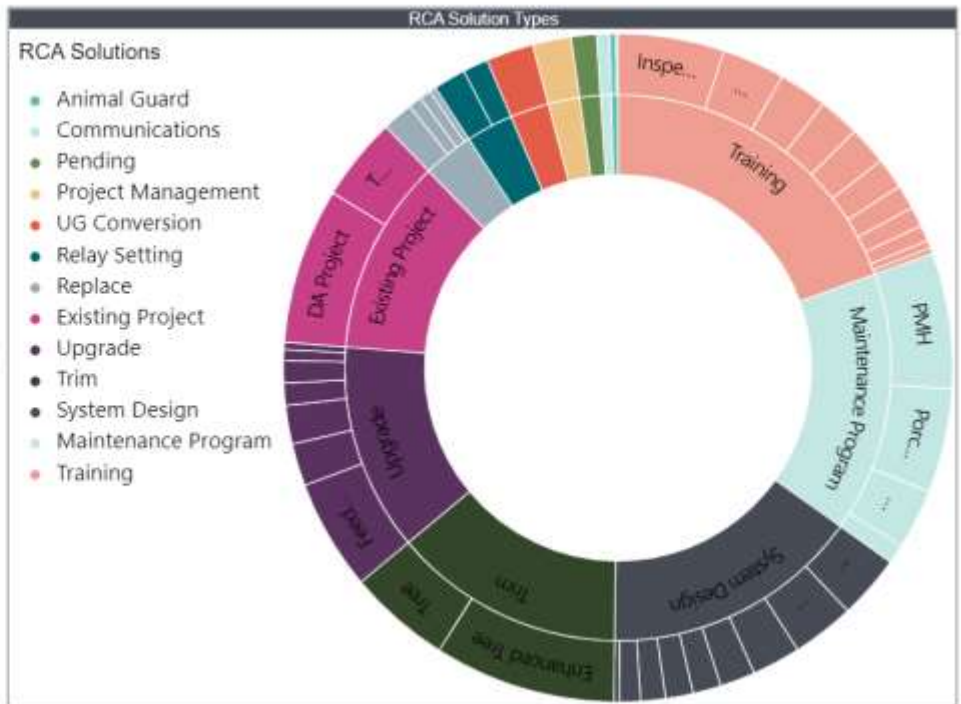 RCA Solution Types
RCA Solutions
Animal Guard
Communications
Pending
Project Management
UG Conversion
Relay Setting
Replace
Existing Project
Upgrade
Trim
System Design
Maintenance Program
Training
Inspe...
...
Training
PMH
Porc...
...
Maintenance Program
...
...
System Design
Enhanced Tree
Tree
Trim
Feed...
Upgrade
DA Project
T...
Existing Project